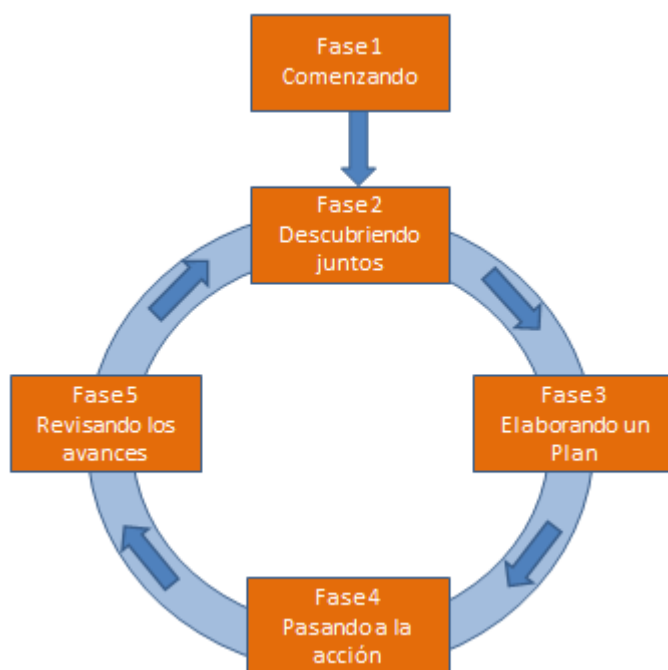 Fase1
Comenzando
Fase2
Descubriendo
juntos
Fase3
Elaborando un
Plan
Fase4
Pasando a la
acción
Fase5
Revisando los
avances